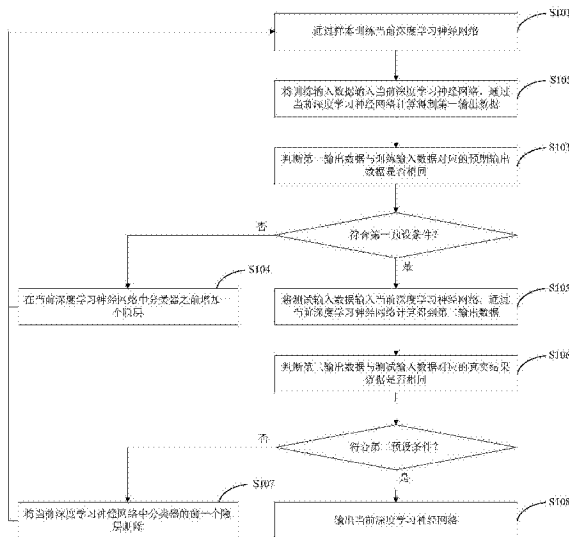 S101
通过样本训练当前深度学习神经网络
S102
将训练输入数据输入当前深度学习神经网络，通过
当前深度学习神经网络计算得到第一输出数据
S103
判断第一输出数据与训练输入数据对应的预期输出
数据是否相同
符合第一预设条件？
否
是
S104
在当前深度学习神经网络中分类器之前增加一
个隐层
S105
将测试输入数据输入当前深度学习神经网络，通过
当前深度学习神经网络计算得到第二输出数据
S106
判断第二输出数据与测试输入数据对应的真实结果
数据是否相同
符合第二预设条件？
否
是
S107
将当前深度学习神经网络中分类器的前一个隐
层删除
S108
输出当前深度学习神经网络